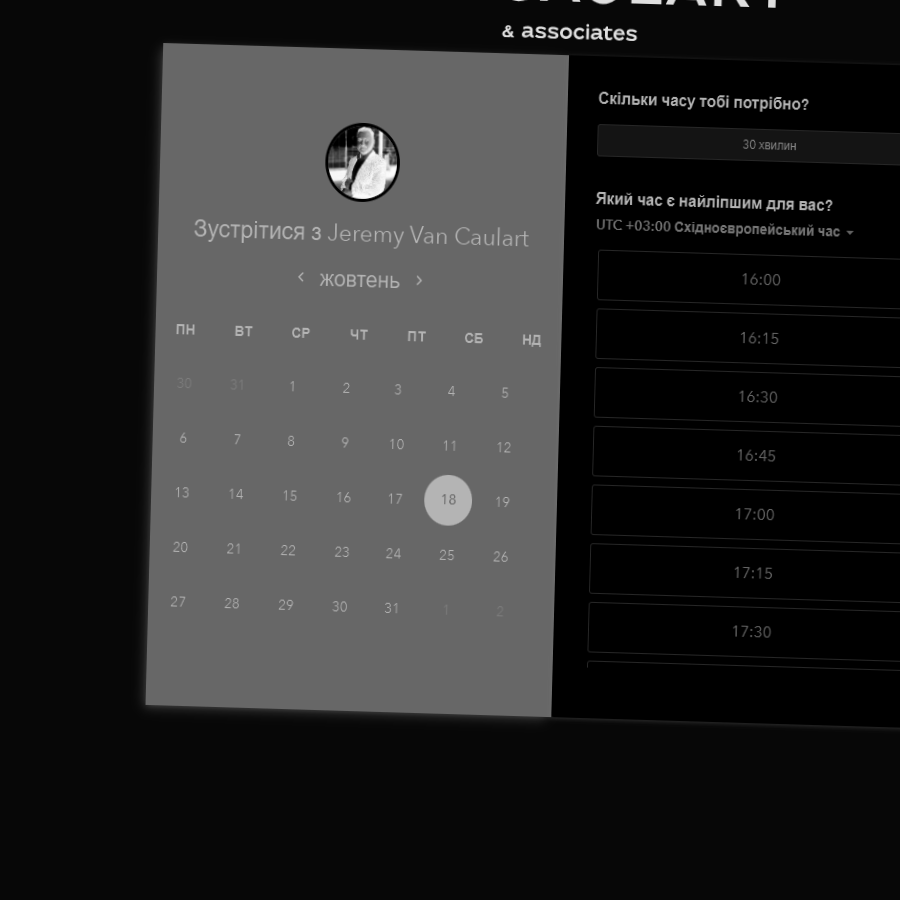 & associates
Зустрітися з Jeremy Van Caulart
жовтень
ПН ВТ СР ЧТ ПТ СБ НД
30 31 1 2 3 4 5
6 7 8 9 10 11 12
13 14 15 16 17 18 19
20 21 22 23 24 25 26
27 28 29 30 31 1 2
Скільки часу тобі потрібно?
30 хвилин
Який час є найліпшим для вас?
UTC +03:00 Східноєвропейський час
16:00
16:15
16:30
16:45
17:00
17:15
17:30